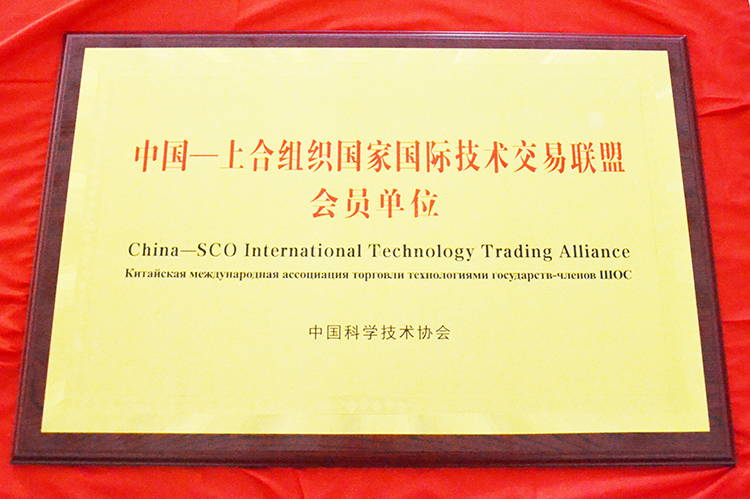 中国—上合组织国家国际技术交易联盟
会员单位
China—SCO International Technology Trading Alliance
Китайская международная ассоциация торговли технологиями государств-членов ШОС
中国科学技术协会